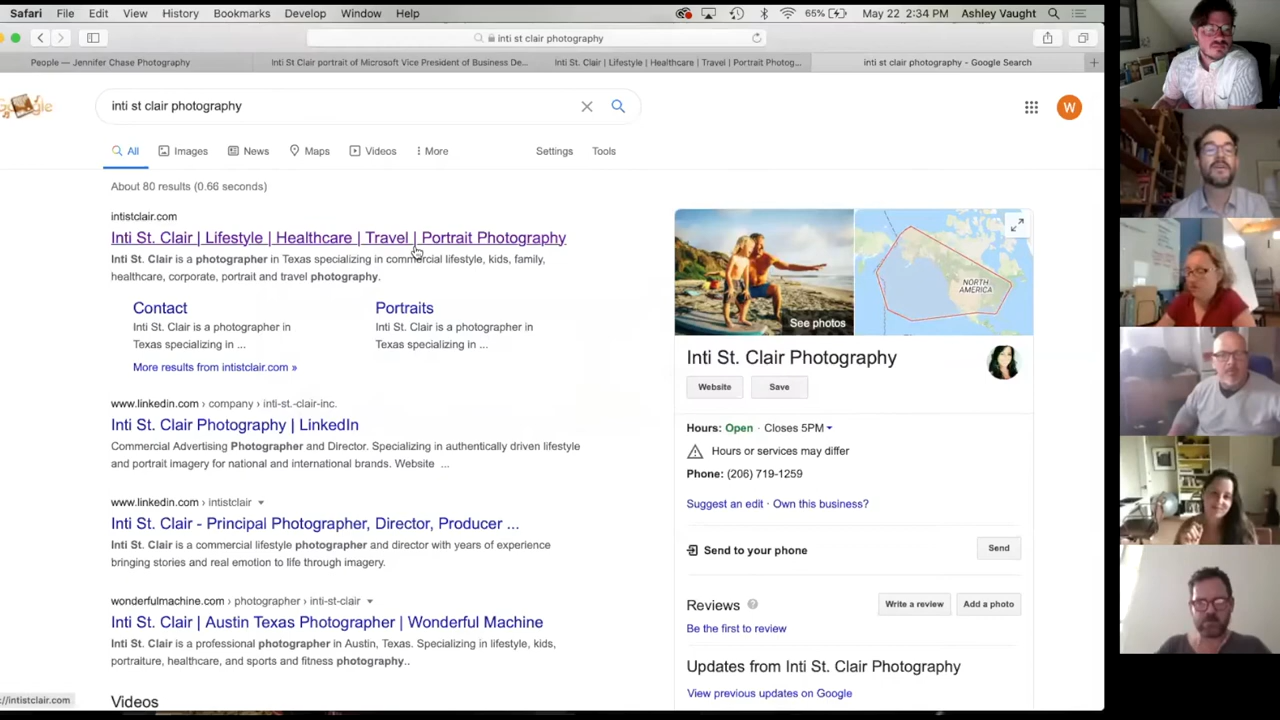 Safari File Edit View History Bookmarks Develop Window Help 65% May 22 2:34 PM Ashley Vaught
inti st clair photography
People — Jennifer Chase Photography Inti St Clair portrait of Microsoft Vice President of Business De... Inti St. Clair | Lifestyle | Healthcare | Travel | Portrait Photog... inti st clair photography - Google Search
inti st clair photography
W
All Images News Maps Videos More Settings Tools
About 80 results (0.66 seconds)
intistclair.com
Inti St. Clair | Lifestyle | Healthcare | Travel | Portrait Photography
Inti St. Clair is a photographer in Texas specializing in commercial lifestyle, kids, family,
healthcare, corporate, portrait and travel photography.
Contact
Inti St. Clair is a photographer in
Texas specializing in ...
Portraits
Inti St. Clair is a photographer in
Texas specializing in ...
More results from intistclair.com »
www.linkedin.com › company › inti-st.-clair-inc.
Inti St. Clair Photography | LinkedIn
Commercial Advertising Photographer and Director. Specializing in authentically driven lifestyle
and portrait imagery for national and international brands. Website ...
www.linkedin.com › intistclair
Inti St. Clair - Principal Photographer, Director, Producer ...
Inti St. Clair is a commercial lifestyle photographer and director with years of experience
bringing stories and real emotion to life through imagery.
wonderfulmachine.com › photographer › inti-st-clair
Inti St. Clair | Austin Texas Photographer | Wonderful Machine
Inti St. Clair is a professional photographer in Austin, Texas. Specializing in lifestyle, kids,
portraiture, healthcare, and sports and fitness photography..
Videos
://intistclair.com
See photos
NORTH
AMERICA
Inti St. Clair Photography
Website Save
Hours: Open · Closes 5PM
Hours or services may differ
Phone: (206) 719-1259
Suggest an edit · Own this business?
Send to your phone Send
Reviews Write a review Add a photo
Be the first to review
Updates from Inti St. Clair Photography
View previous updates on Google